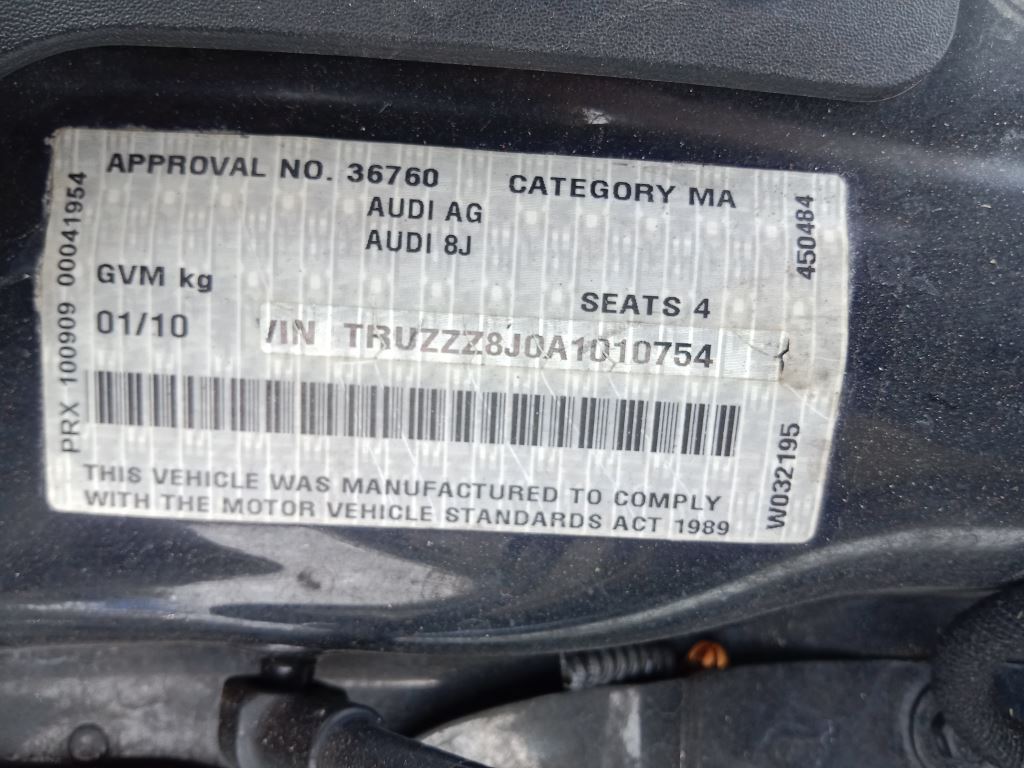 APPROVAL NO. 36760
CATEGORY MA
AUDI AG
AUDI 8J
GVM kg
SEATS 4
01/10
VIN TRUZZZ8J0A1010754
THIS VEHICLE WAS MANUFACTURED TO COMPLY
WITH THE MOTOR VEHICLE STANDARDS ACT 1989
PRX 100909 00041954
450484
W032195